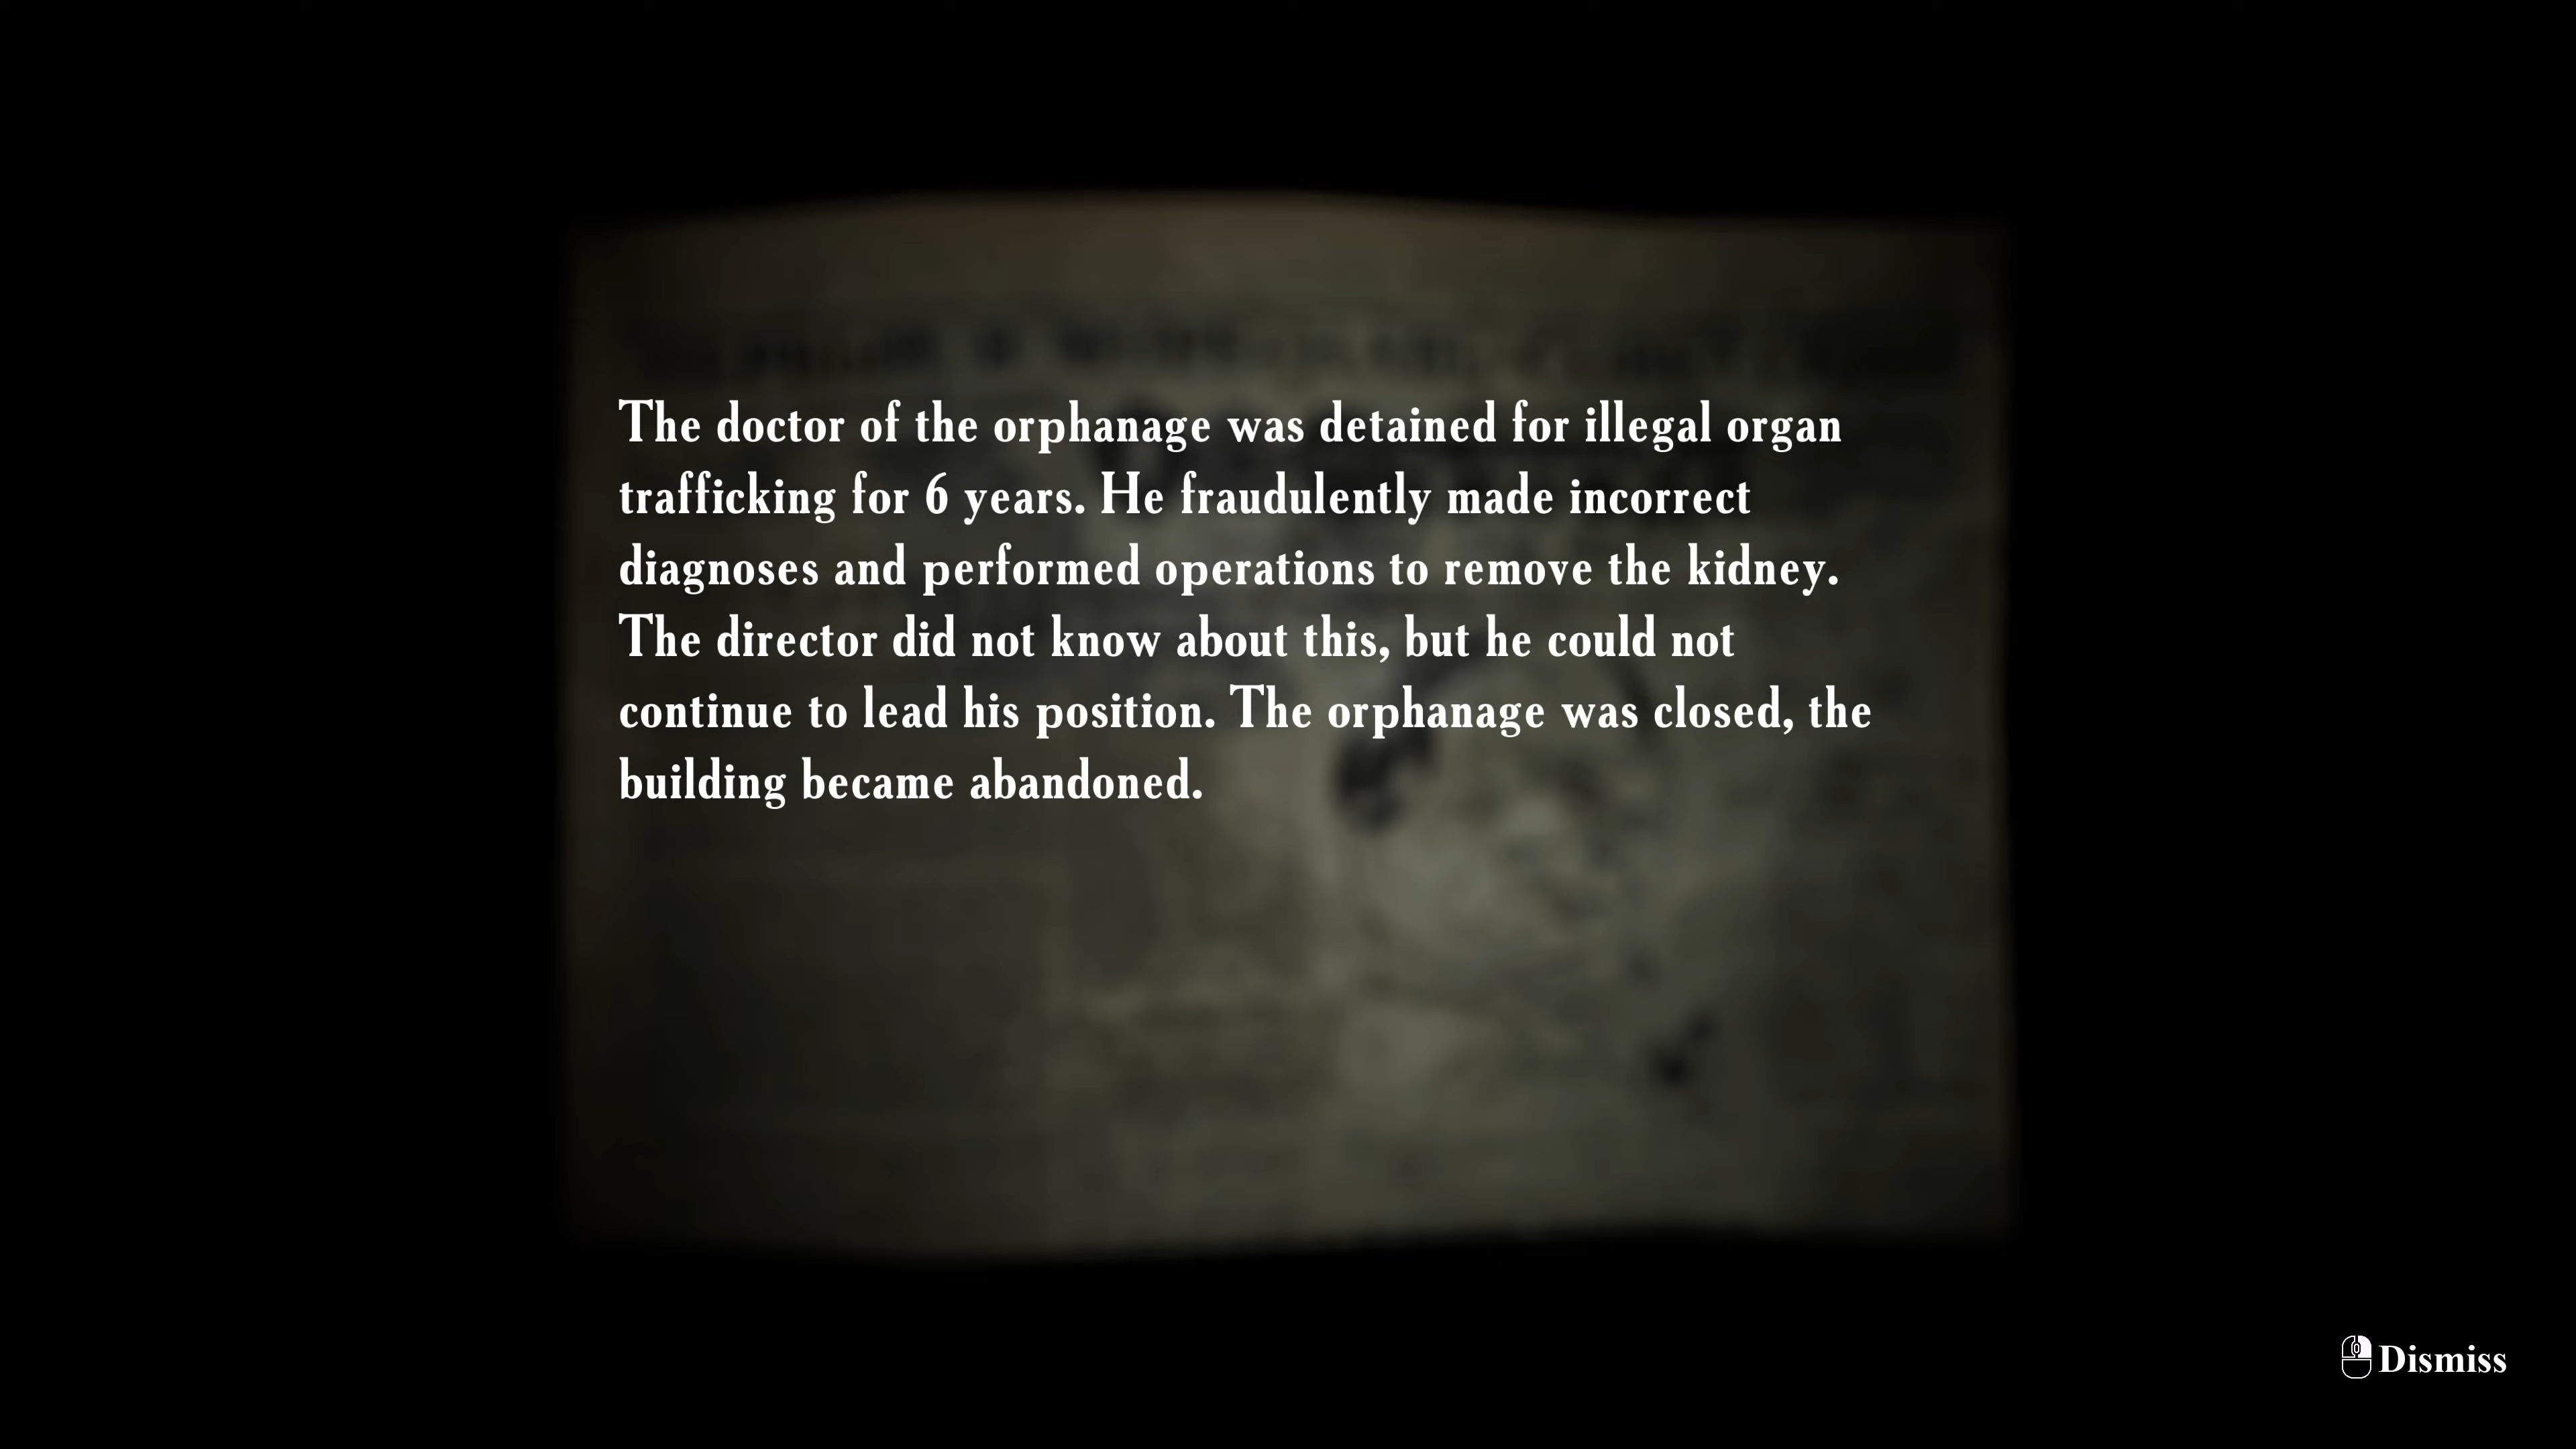 The doctor of the orphanage was detained for illegal organ
trafficking for 6 years. He fraudulently made incorrect
diagnoses and performed operations to remove the kidney.
The director did not know about this, but he could not
continue to lead his position. The orphanage was closed, the
building became abandoned.
Dismiss